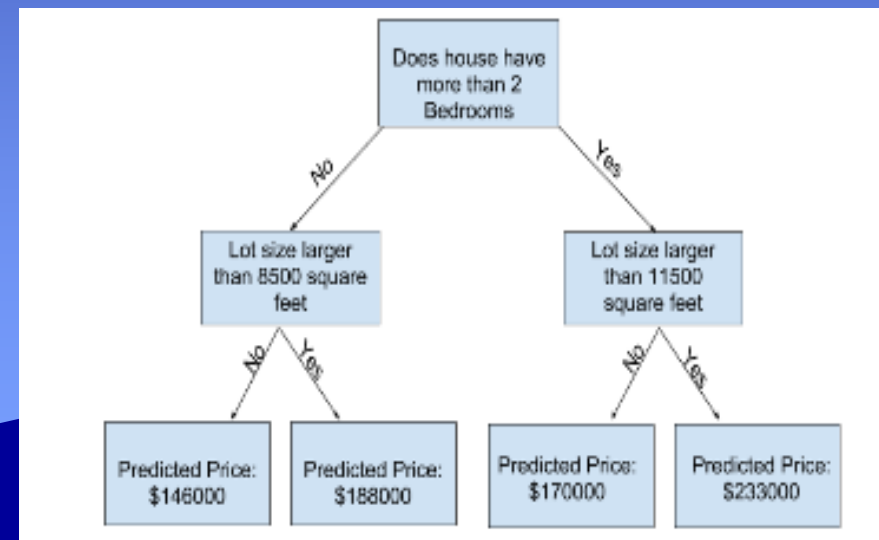 Does house have
more than 2
Bedrooms
No
Yes
Lot size larger
than 8500 square
feet
Lot size larger
than 11500
square feet
No
Yes
No
Yes
Predicted Price:
$146000
Predicted Price:
$188000
Predicted Price:
$170000
Predicted Price:
$233000